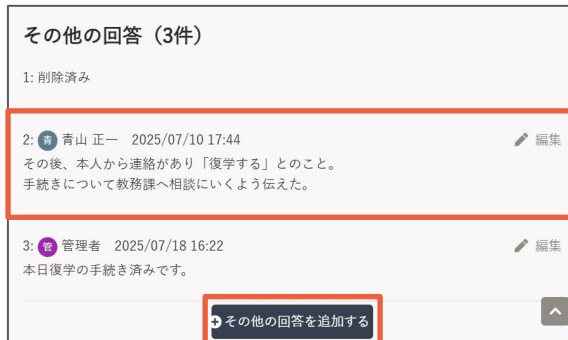 その他の回答（3件）
1: 削除済み
2: 青 青山 正一 2025/07/10 17:44 編集
その後、本人から連絡があり「復学する」とのこと。
手続きについて教務課へ相談にいくよう伝えた。
3: 管 管理者 2025/07/18 16:22 編集
本日復学の手続き済みです。
その他の回答を追加する